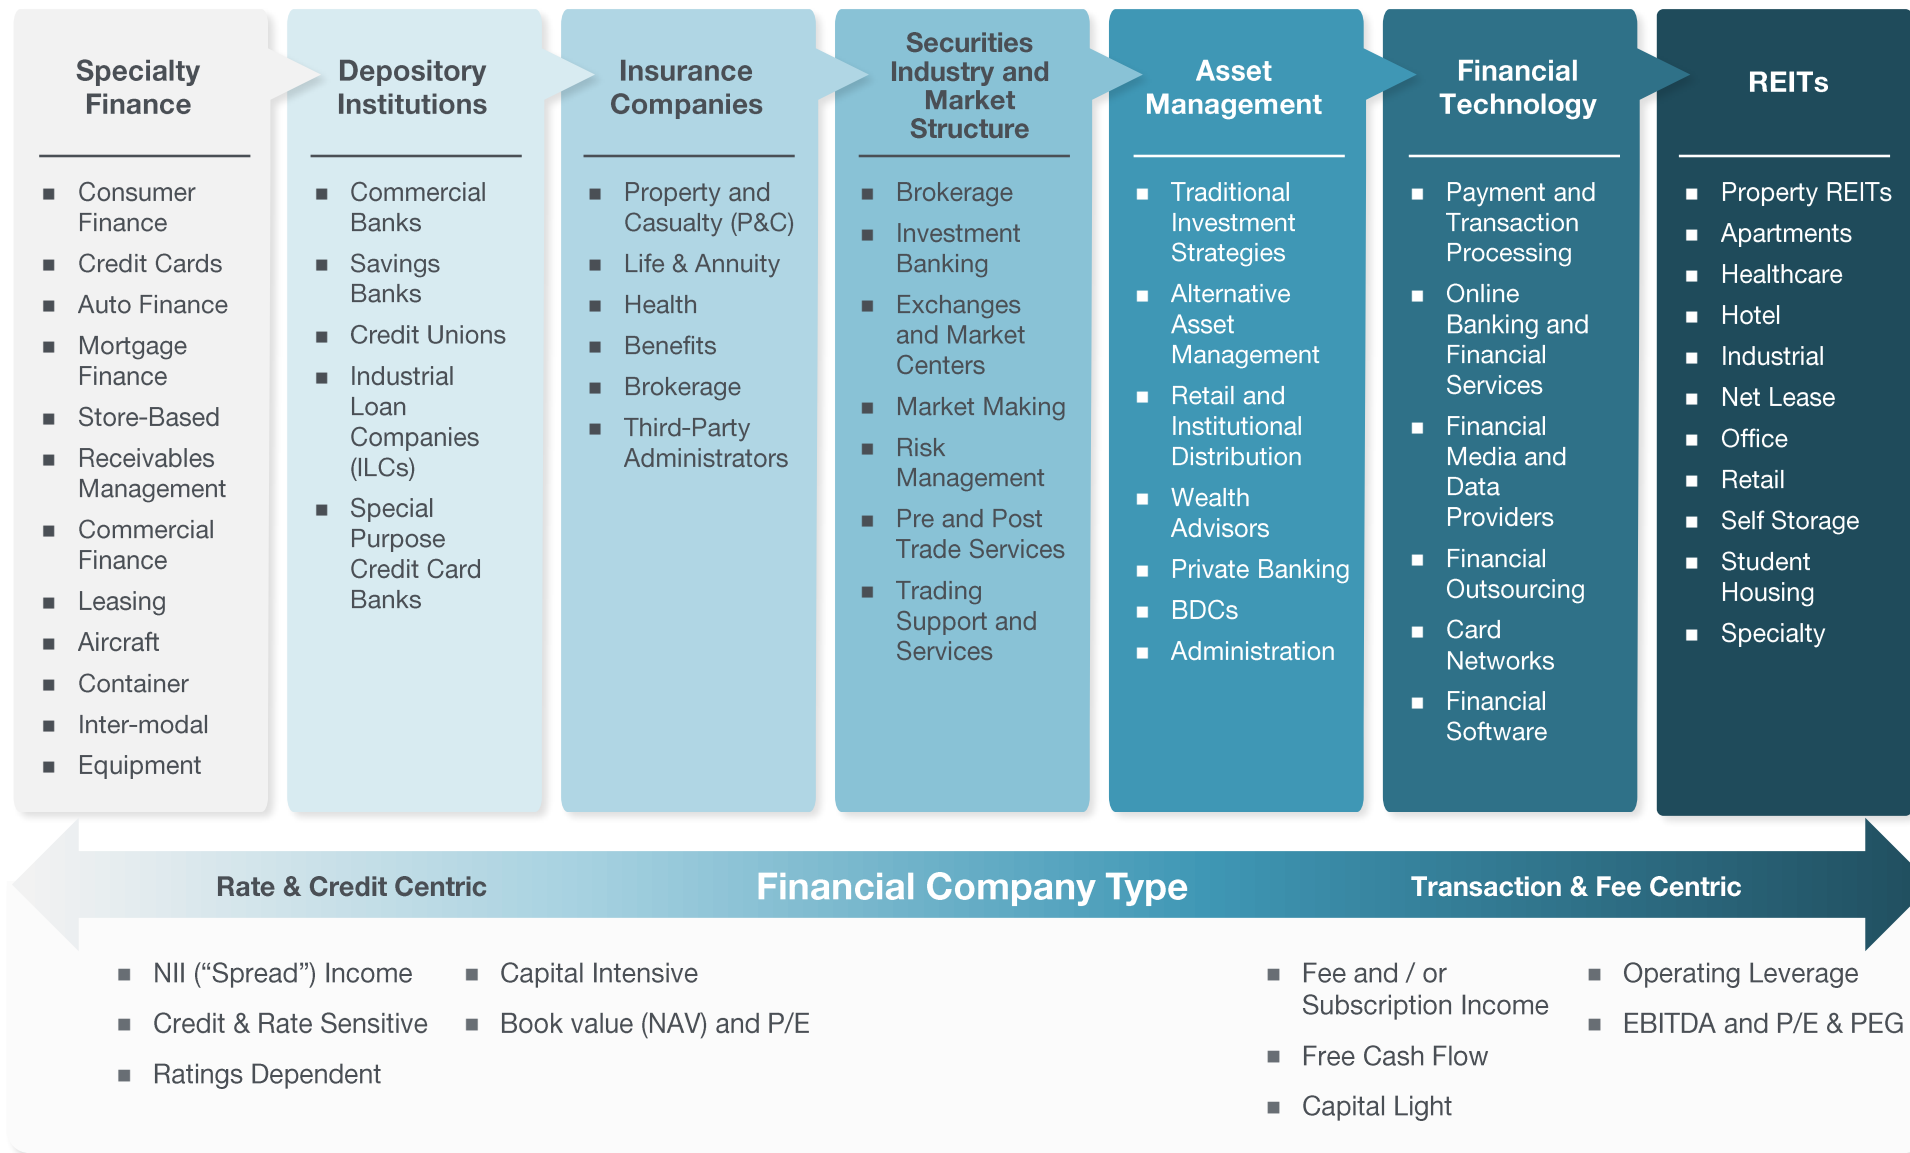 Specialty
Finance
■ Consumer
Finance
■ Credit Cards
■ Auto Finance
■ Mortgage
Finance
■ Store-Based
■ Receivables
Management
■ Commercial
Finance
■ Leasing
■ Aircraft
■ Container
■ Inter-modal
■ Equipment
Depository
Institutions
■ Commercial
Banks
■ Savings
Banks
■ Credit Unions
■ Industrial
Loan
Companies
(ILCs)
■ Special
Purpose
Credit Card
Banks
Insurance
Companies
■ Property and
Casualty (P&C)
■ Life & Annuity
■ Health
■ Benefits
■ Brokerage
■ Third-Party
Administrators
Securities
Industry and
Market
Structure
■ Brokerage
■ Investment
Banking
■ Exchanges
and Market
Centers
■ Market Making
■ Risk
Management
■ Pre and Post
Trade Services
■ Trading
Support and
Services
Asset
Management
■ Traditional
Investment
Strategies
■ Alternative
Asset
Management
■ Retail and
Institutional
Distribution
■ Wealth
Advisors
■ Private Banking
■ BDCs
■ Administration
Financial
Technology
■ Payment and
Transaction
Processing
■ Online
Banking and
Financial
Services
■ Financial
Media and
Data
Providers
■ Financial
Outsourcing
■ Card
Networks
■ Financial
Software
REITs
■ Property REITs
■ Apartments
■ Healthcare
■ Hotel
■ Industrial
■ Net Lease
■ Office
■ Retail
■ Self Storage
■ Student
Housing
■ Specialty
Rate & Credit Centric
Financial Company Type
Transaction & Fee Centric
■ NII (“Spread”) Income
■ Credit & Rate Sensitive
■ Ratings Dependent
■ Capital Intensive
■ Book value (NAV) and P/E
■ Fee and / or
Subscription Income
■ Free Cash Flow
■ Capital Light
■ Operating Leverage
■ EBITDA and P/E & PEG